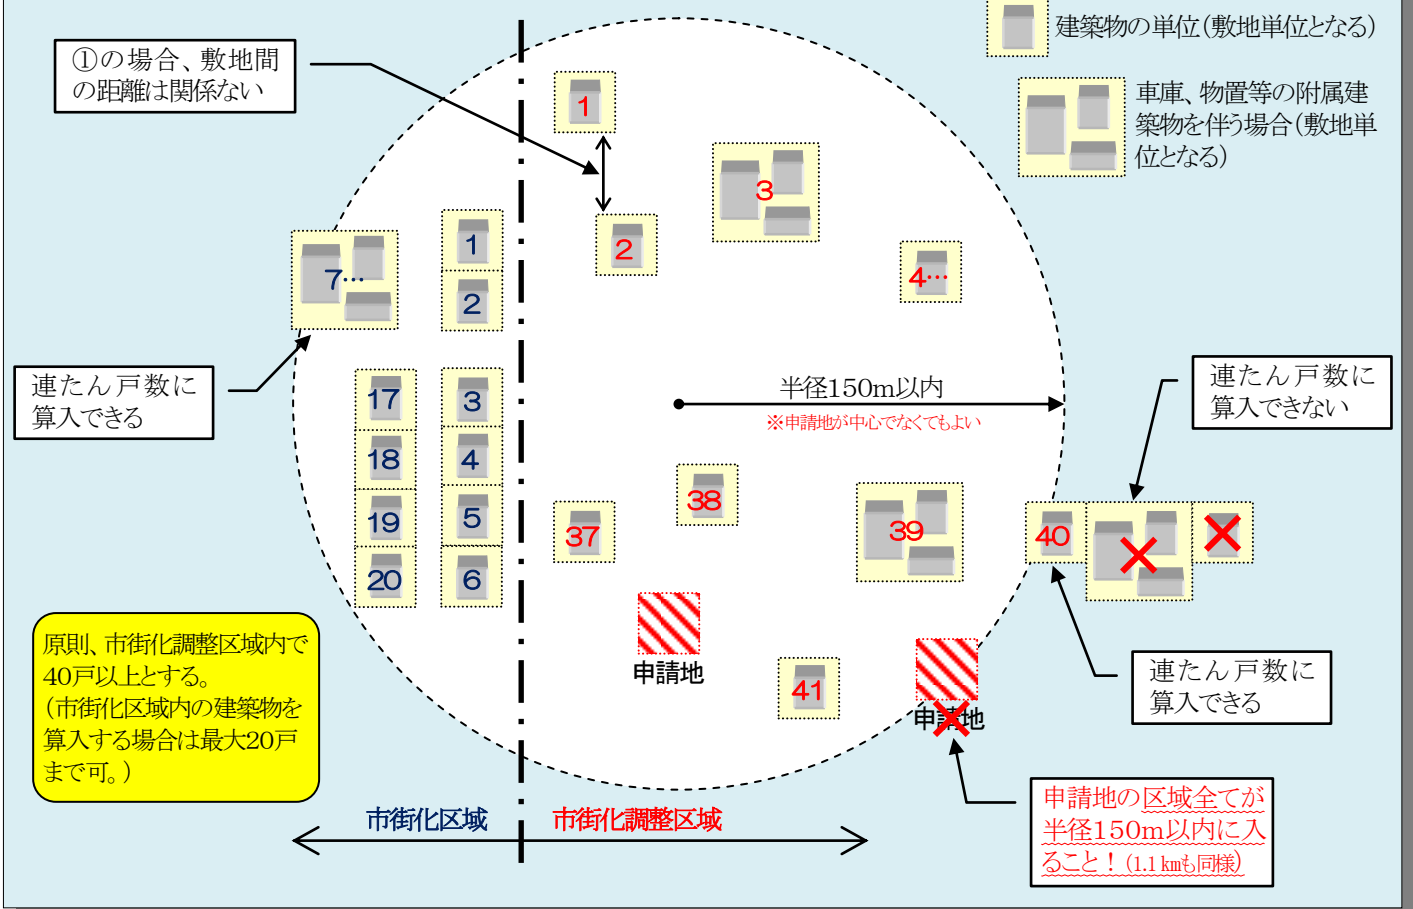 建築物の単位(敷地単位となる)
①の場合、敷地間
の距離は関係ない
車庫、物置等の附属建
築物を伴う場合(敷地単
位となる)
1
2
3
4…
1
2
7…
連たん戸数に
算入できる
17
3
18
4
19
5
20
6
半径150m以内
※申請地が中心でなくてもよい
連たん戸数に
算入できない
37
38
39
40
41
申請地
申請地
連たん戸数に
算入できる
原則、市街化調整区域内で
40戸以上とする。
(市街化区域内の建築物を
算入する場合は最大20戸
まで可。)
市街化区域
市街化調整区域
申請地の区域全てが
半径150m以内に入
ること！(1.1㎞も同様)